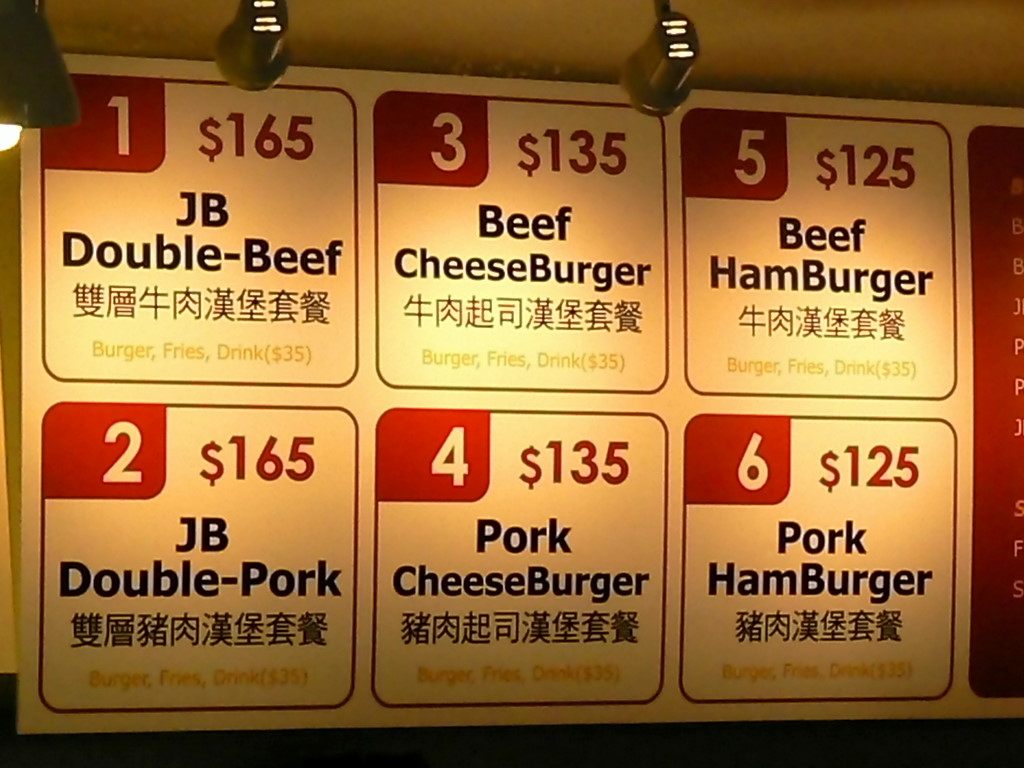 1 $165
JB
Double-Beef
雙層牛肉漢堡套餐
Burger, Fries, Drink($35)
3 $135
Beef
CheeseBurger
牛肉起司漢堡套餐
Burger, Fries, Drink($35)
5 $125
Beef
HamBurger
牛肉漢堡套餐
Burger, Fries, Drink($35)
2 $165
JB
Double-Pork
雙層豬肉漢堡套餐
Burger, Fries, Drink($35)
4 $135
Pork
CheeseBurger
豬肉起司漢堡套餐
Burger, Fries, Drink($35)
6 $125
Pork
HamBurger
豬肉漢堡套餐
Burger, Fries, Drink($35)